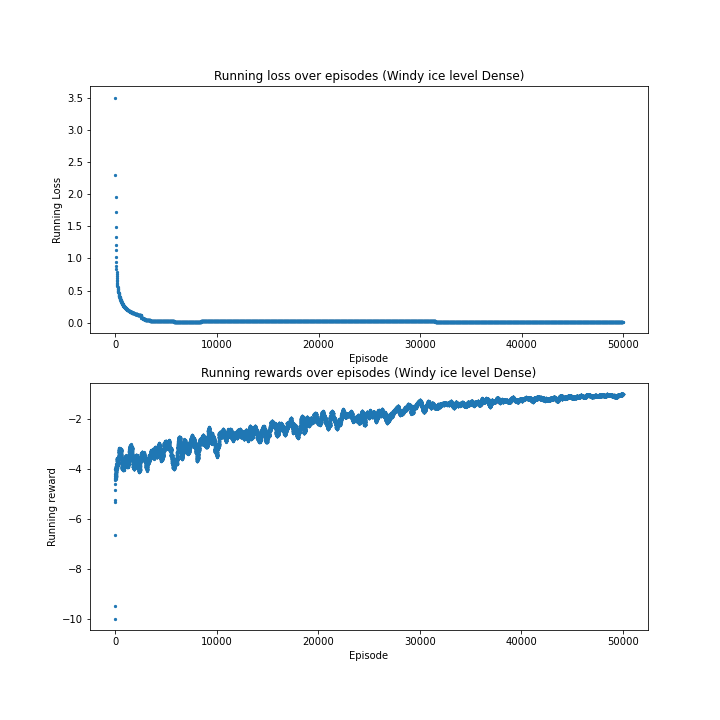 Running loss over episodes (Windy ice level Dense)
3.5
3.0
2.5
2.0
1.5
1.0
0.5
0.0
Running Loss
0 10000 20000 30000 40000 50000
Episode
Running rewards over episodes (Windy ice level Dense)
−2
−4
−6
−8
−10
Running reward
0 10000 20000 30000 40000 50000
Episode